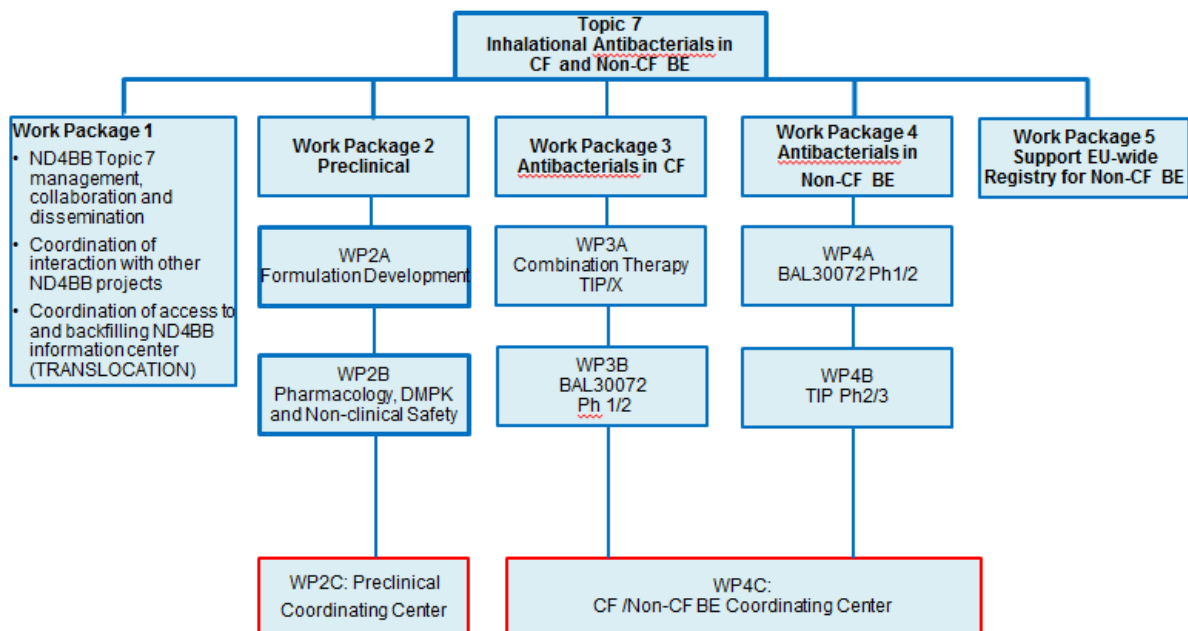 Topic 7
Inhalational Antibacterials in
CF and Non-CF BE
Work Package 1
• ND4BB Topic 7
management,
collaboration and
dissemination
• Coordination of
interaction with other
ND4BB projects
• Coordination of access to
and backfilling ND4BB
information center
(TRANSLOCATION)
Work Package 2
Preclinical
WP2A
Formulation Development
WP2B
Pharmacology, DMPK
and Non-clinical Safety
WP2C: Preclinical
Coordinating Center
Work Package 3
Antibacterials in CF
WP3A
Combination Therapy
TIP/X
WP3B
BAL30072
Ph 1/2
Work Package 4
Antibacterials in
Non-CF BE
WP4A
BAL30072 Ph1/2
WP4B
TIP Ph2/3
WP4C:
CF /Non-CF BE Coordinating Center
Work Package 5
Support EU-wide
Registry for Non-CF BE